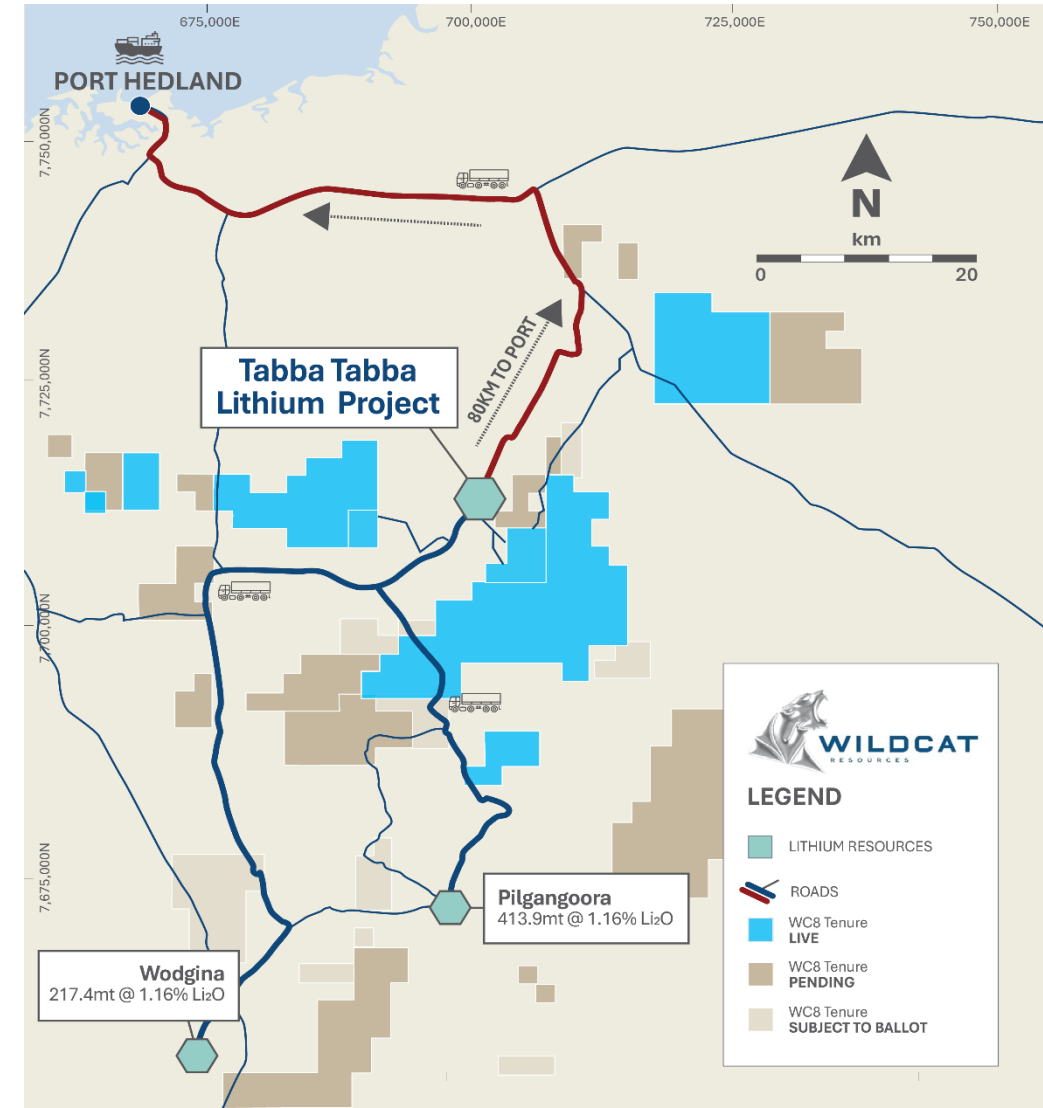 675,000E
700,000E
725,000E
750,000E
PORT HEDLAND
7,750,000N
N
km
0
20
80KM TO PORT
Tabba Tabba
Lithium Project
7,725,000N
7,700,000N
WILDCAT
RESOURCES
LEGEND
LITHIUM RESOURCES
ROADS
WC8 Tenure
LIVE
WC8 Tenure
PENDING
WC8 Tenure
SUBJECT TO BALLOT
7,675,000N
Pilgangoora
413.9mt @ 1.16% Li₂O
Wodgina
217.4mt @ 1.16% Li₂O